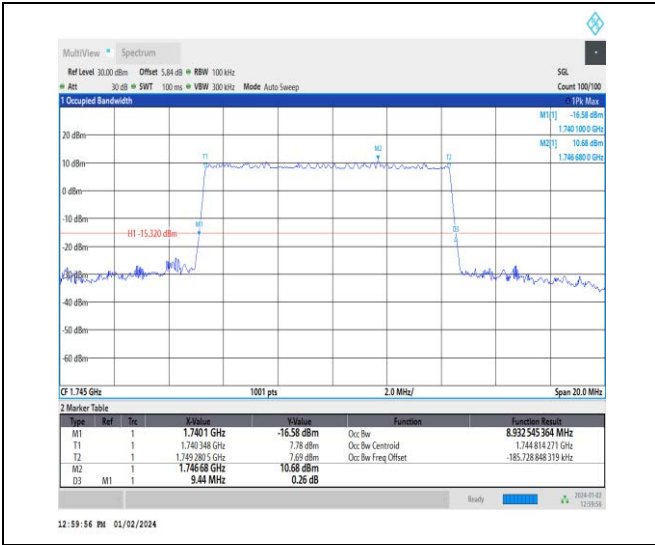 MultiView Spectrum
Ref Level 30.00 dBm Offset 5.84 dB RBW 100 kHz SGL
Att 30 dB SWT 100 ms VBW 300 kHz Mode Auto Sweep Count 100/100
1 Occupied Bandwidth 1Pk Max
M1[1] -16.58 dBm
1.740 100 0 GHz
M2[1] 10.68 dBm
1.746 680 0 GHz
20 dBm
M2
T1 T2
10 dBm
0 dBm
-10 dBm
M1 D3
H1 -15.320 dBm
-20 dBm
-30 dBm
-40 dBm
-50 dBm
-60 dBm
CF 1.745 GHz 1001 pts 2.0 MHz/ Span 20.0 MHz
2 Marker Table
Type Ref Trc X-Value Y-Value Function Function Result
M1 1 1.7401 GHz -16.58 dBm Occ Bw 8.932 545 364 MHz
T1 1 1.740 348 GHz 7.78 dBm Occ Bw Centroid 1.744 814 271 GHz
T2 1 1.749 280 5 GHz 7.69 dBm Occ Bw Freq Offset -185.728 848 319 kHz
M2 1 1.746 68 GHz 10.68 dBm
D3 M1 1 9.44 MHz 0.26 dB
Ready 2024-01-02
12:59:56
12:59:56 PM 01/02/2024